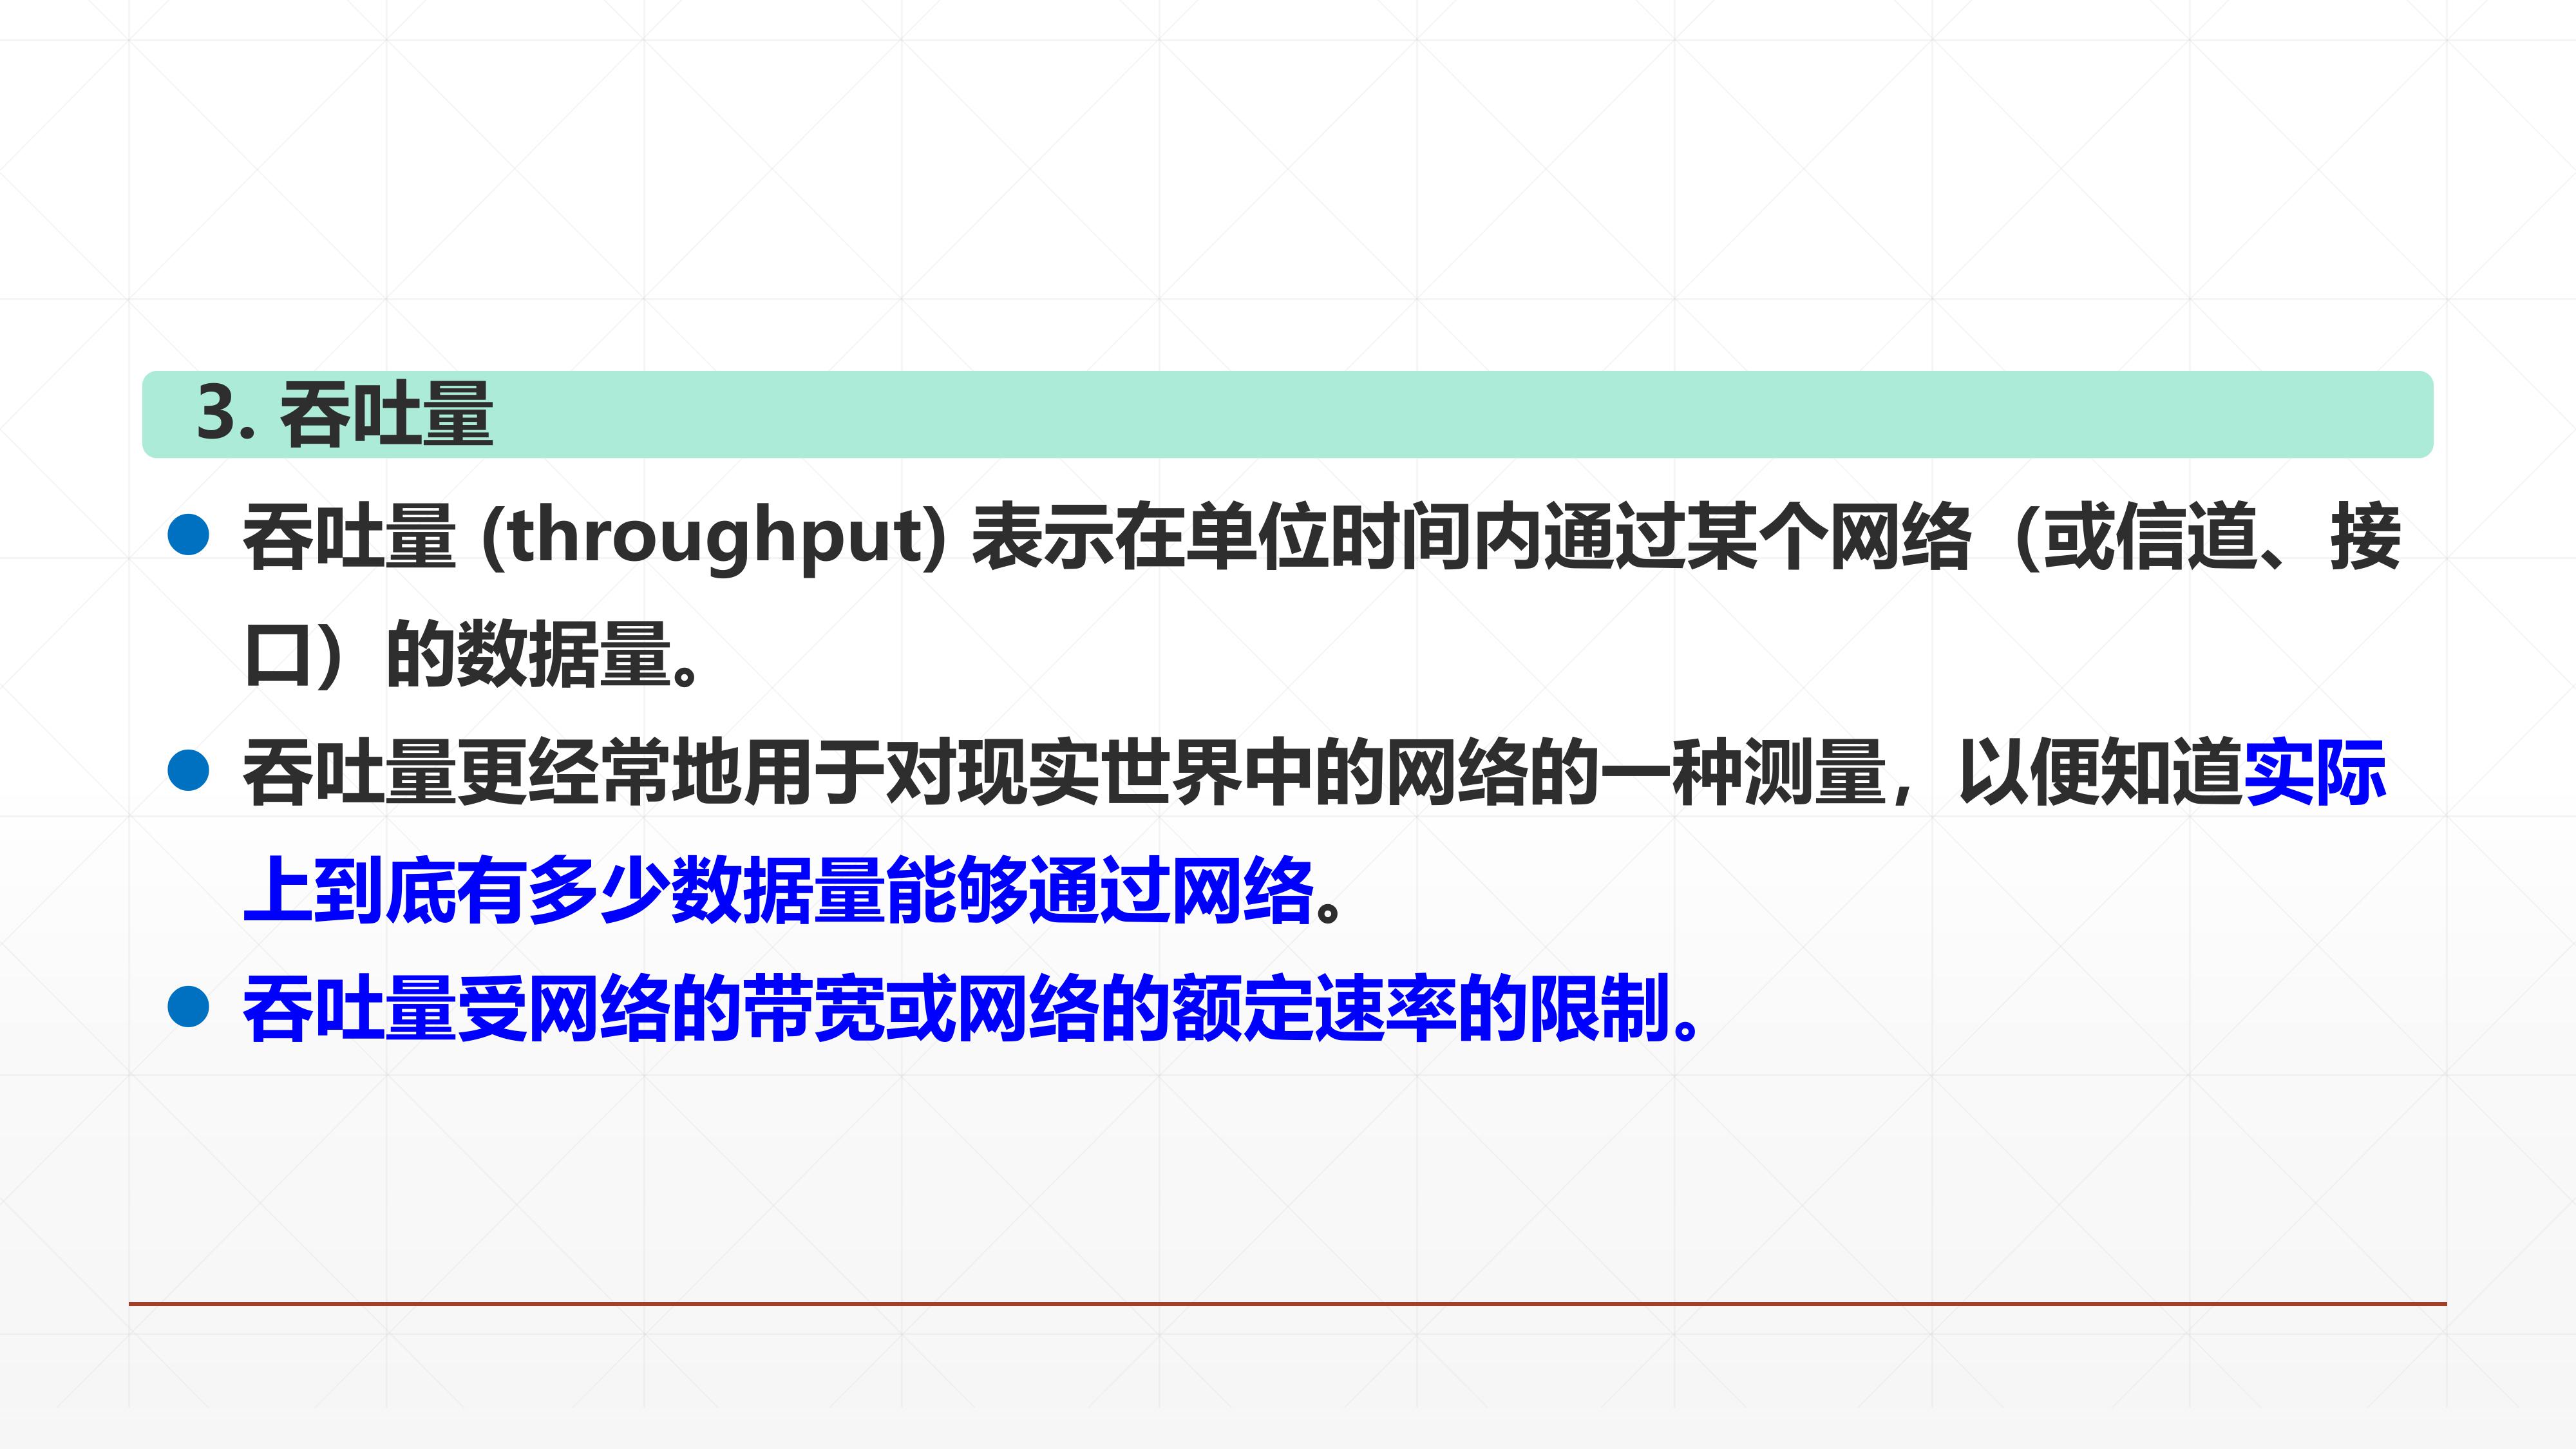 3. 吞吐量
吞吐量 (throughput) 表示在单位时间内通过某个网络（或信道、接
口）的数据量。
吞吐量更经常地用于对现实世界中的网络的一种测量，以便知道实际
上到底有多少数据量能够通过网络。
吞吐量受网络的带宽或网络的额定速率的限制。